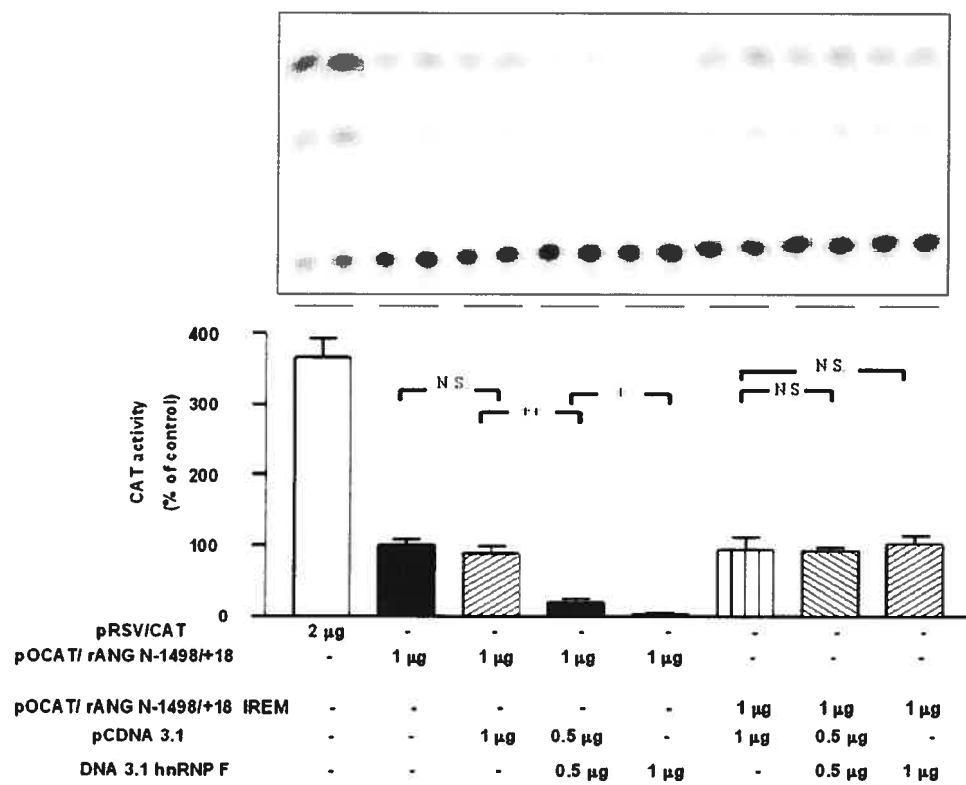 400
300
200
100
0
CAT activity
(% of control)
N S.
++
+
N S.
N S
pRSV/CAT 2 µg - - - - - - -
pOCAT/ rANG N-1498/+18 - 1 µg 1 µg 1 µg 1 µg - - -
pOCAT/ rANG N-1498/+18 IREM - - - - - 1 µg 1 µg 1 µg
pCDNA 3.1 - - 1 µg 0.5 µg - 1 µg 0.5 µg -
DNA 3.1 hnRNP F - - - 0.5 µg 1 µg - 0.5 µg 1 µg